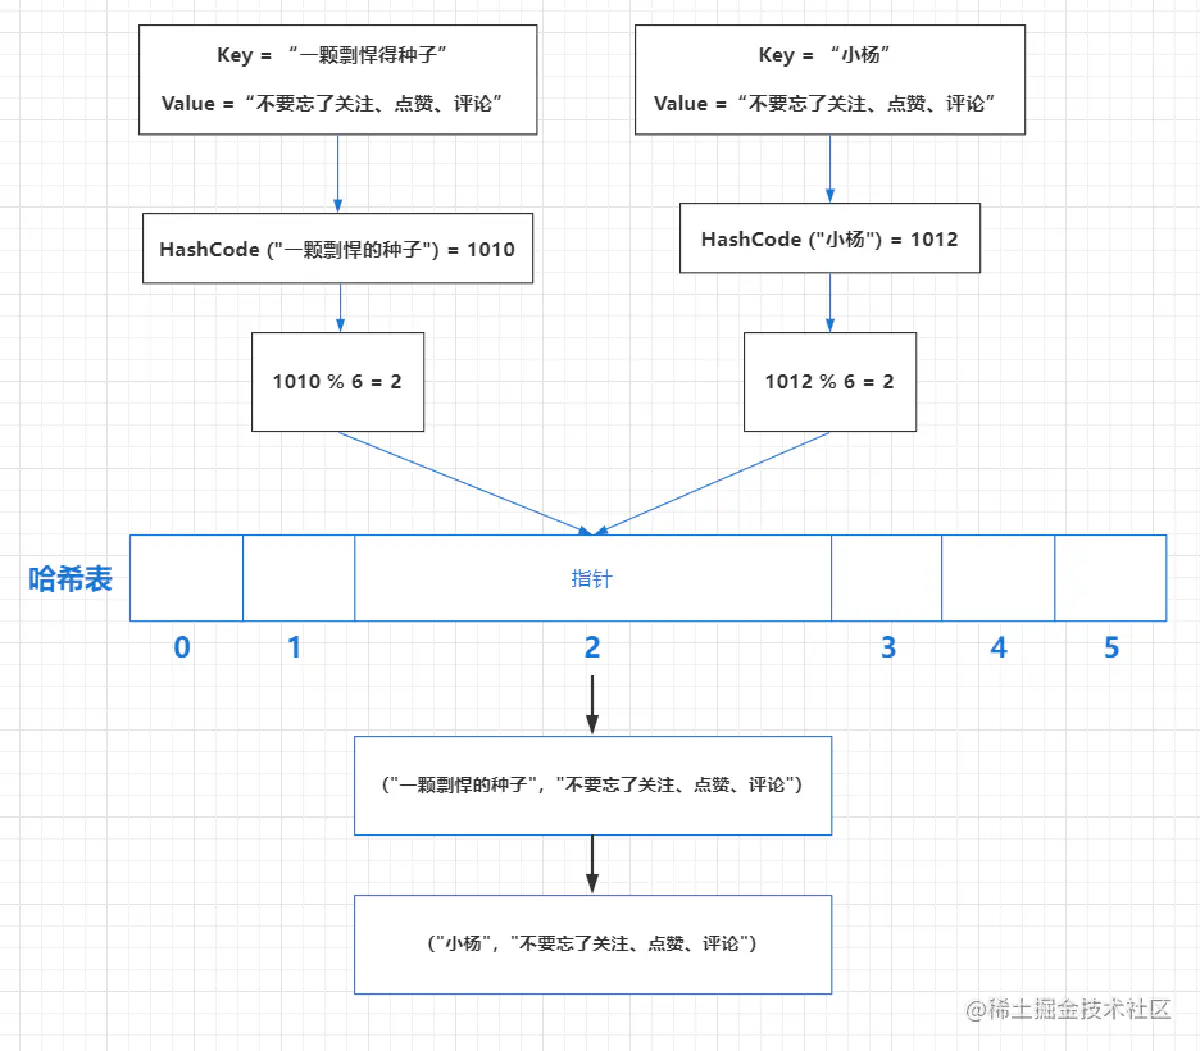 Key = “一颗剽悍得种子”
Value = “不要忘了关注、点赞、评论”
Key = “小杨”
Value = “不要忘了关注、点赞、评论”
HashCode ("一颗剽悍的种子") = 1010
HashCode ("小杨") = 1012
1010 % 6 = 2
1012 % 6 = 2
哈希表
指针
0
1
2
3
4
5
("一颗剽悍的种子", "不要忘了关注、点赞、评论")
("小杨", "不要忘了关注、点赞、评论")
@稀土掘金技术社区